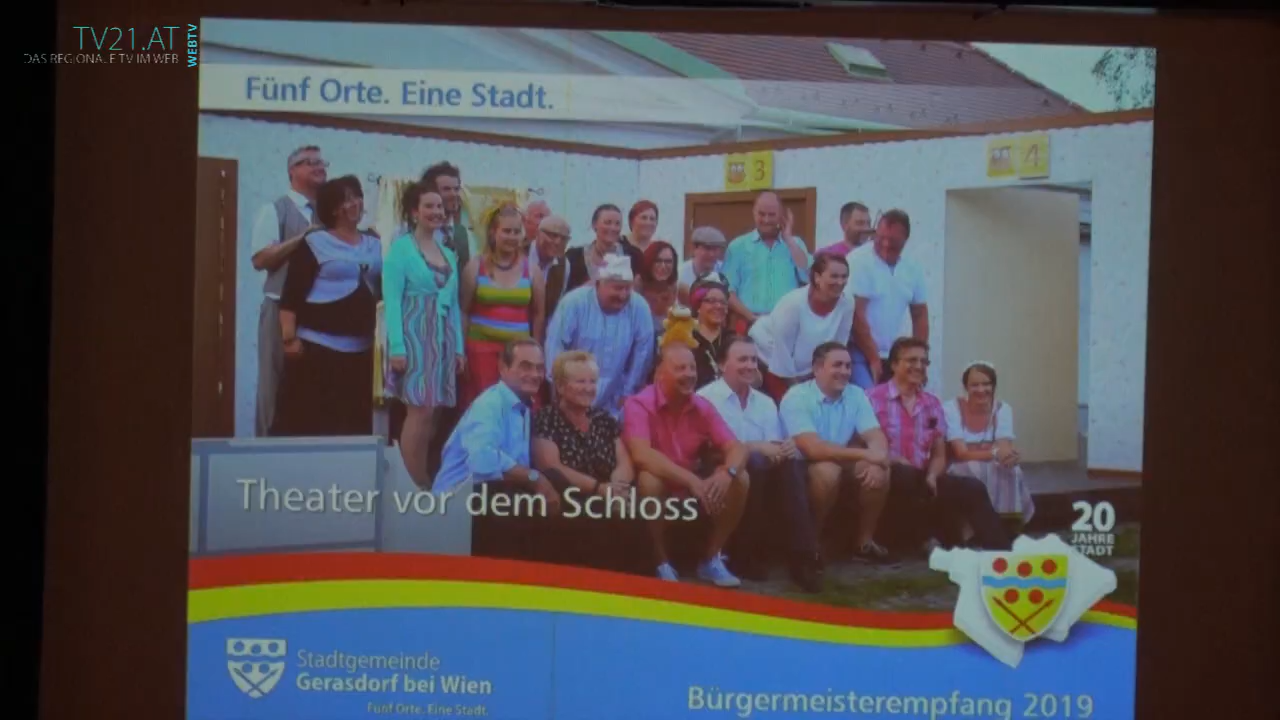 TV21.AT
WEBTV
DAS REGIONALE TV IM WEB
Fünf Orte. Eine Stadt.
3
4
Theater vor dem Schloss
20
JAHRE
STADT
Stadtgemeinde
Gerasdorf bei Wien
Fünf Orte. Eine Stadt.
Bürgermeisterempfang 2019